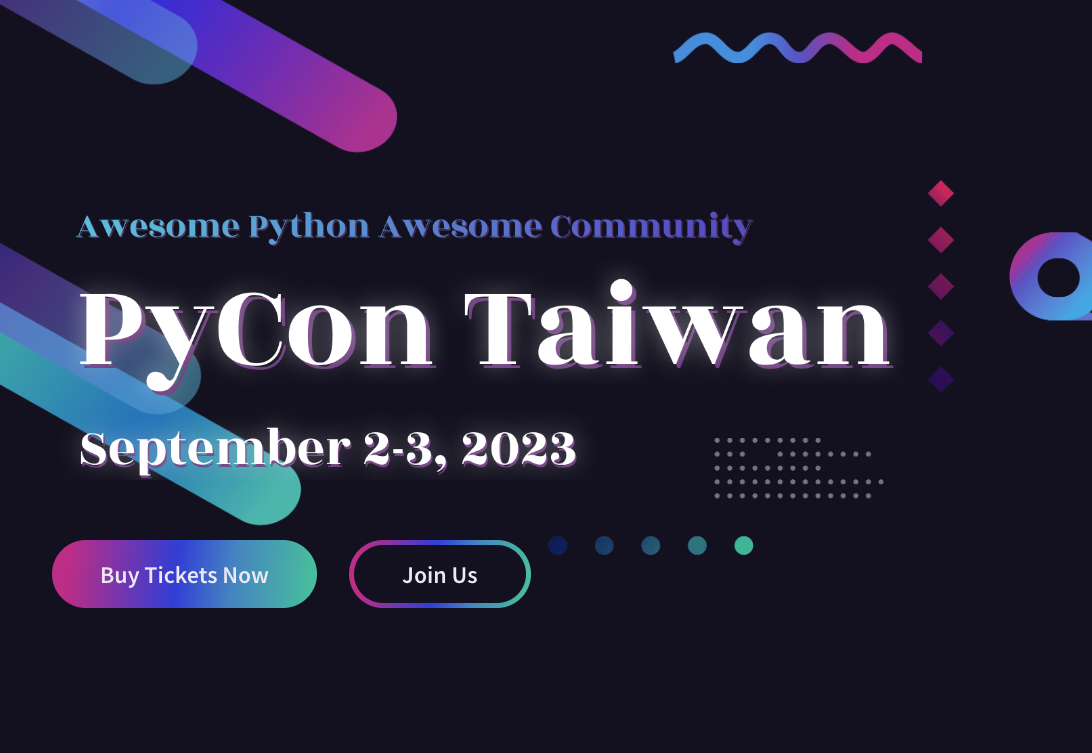 Awesome Python Awesome Community
PyCon Taiwan
September 2-3, 2023
Buy Tickets Now
Join Us